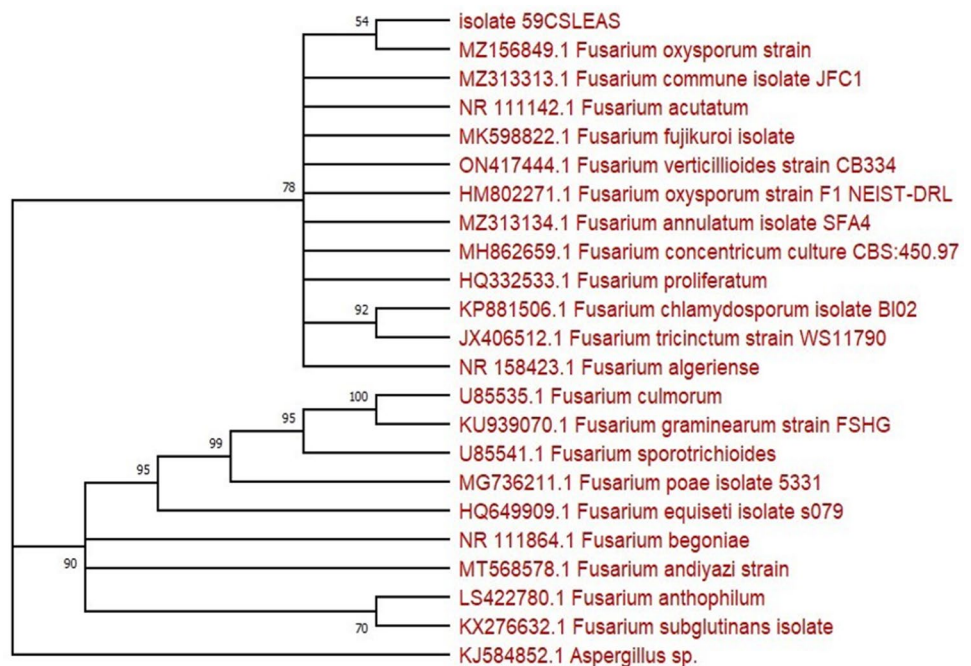 54
isolate 59CSLEAS
MZ156849.1 Fusarium oxysporum strain
MZ313313.1 Fusarium commune isolate JFC1
NR 111142.1 Fusarium acutatum
MK598822.1 Fusarium fujikuroi isolate
ON417444.1 Fusarium verticillioides strain CB334
78
HM802271.1 Fusarium oxysporum strain F1 NEIST-DRL
MZ313134.1 Fusarium annulatum isolate SFA4
MH862659.1 Fusarium concentricum culture CBS:450.97
HQ332533.1 Fusarium proliferatum
92
KP881506.1 Fusarium chlamydosporum isolate BI02
JX406512.1 Fusarium tricinctum strain WS11790
NR 158423.1 Fusarium algeriense
100
U85535.1 Fusarium culmorum
95
KU939070.1 Fusarium graminearum strain FSHG
99
U85541.1 Fusarium sporotrichioides
95
MG736211.1 Fusarium poae isolate 5331
HQ649909.1 Fusarium equiseti isolate s079
NR 111864.1 Fusarium begoniae
90
MT568578.1 Fusarium andiyazi strain
LS422780.1 Fusarium anthophilum
70
KX276632.1 Fusarium subglutinans isolate
KJ584852.1 Aspergillus sp.